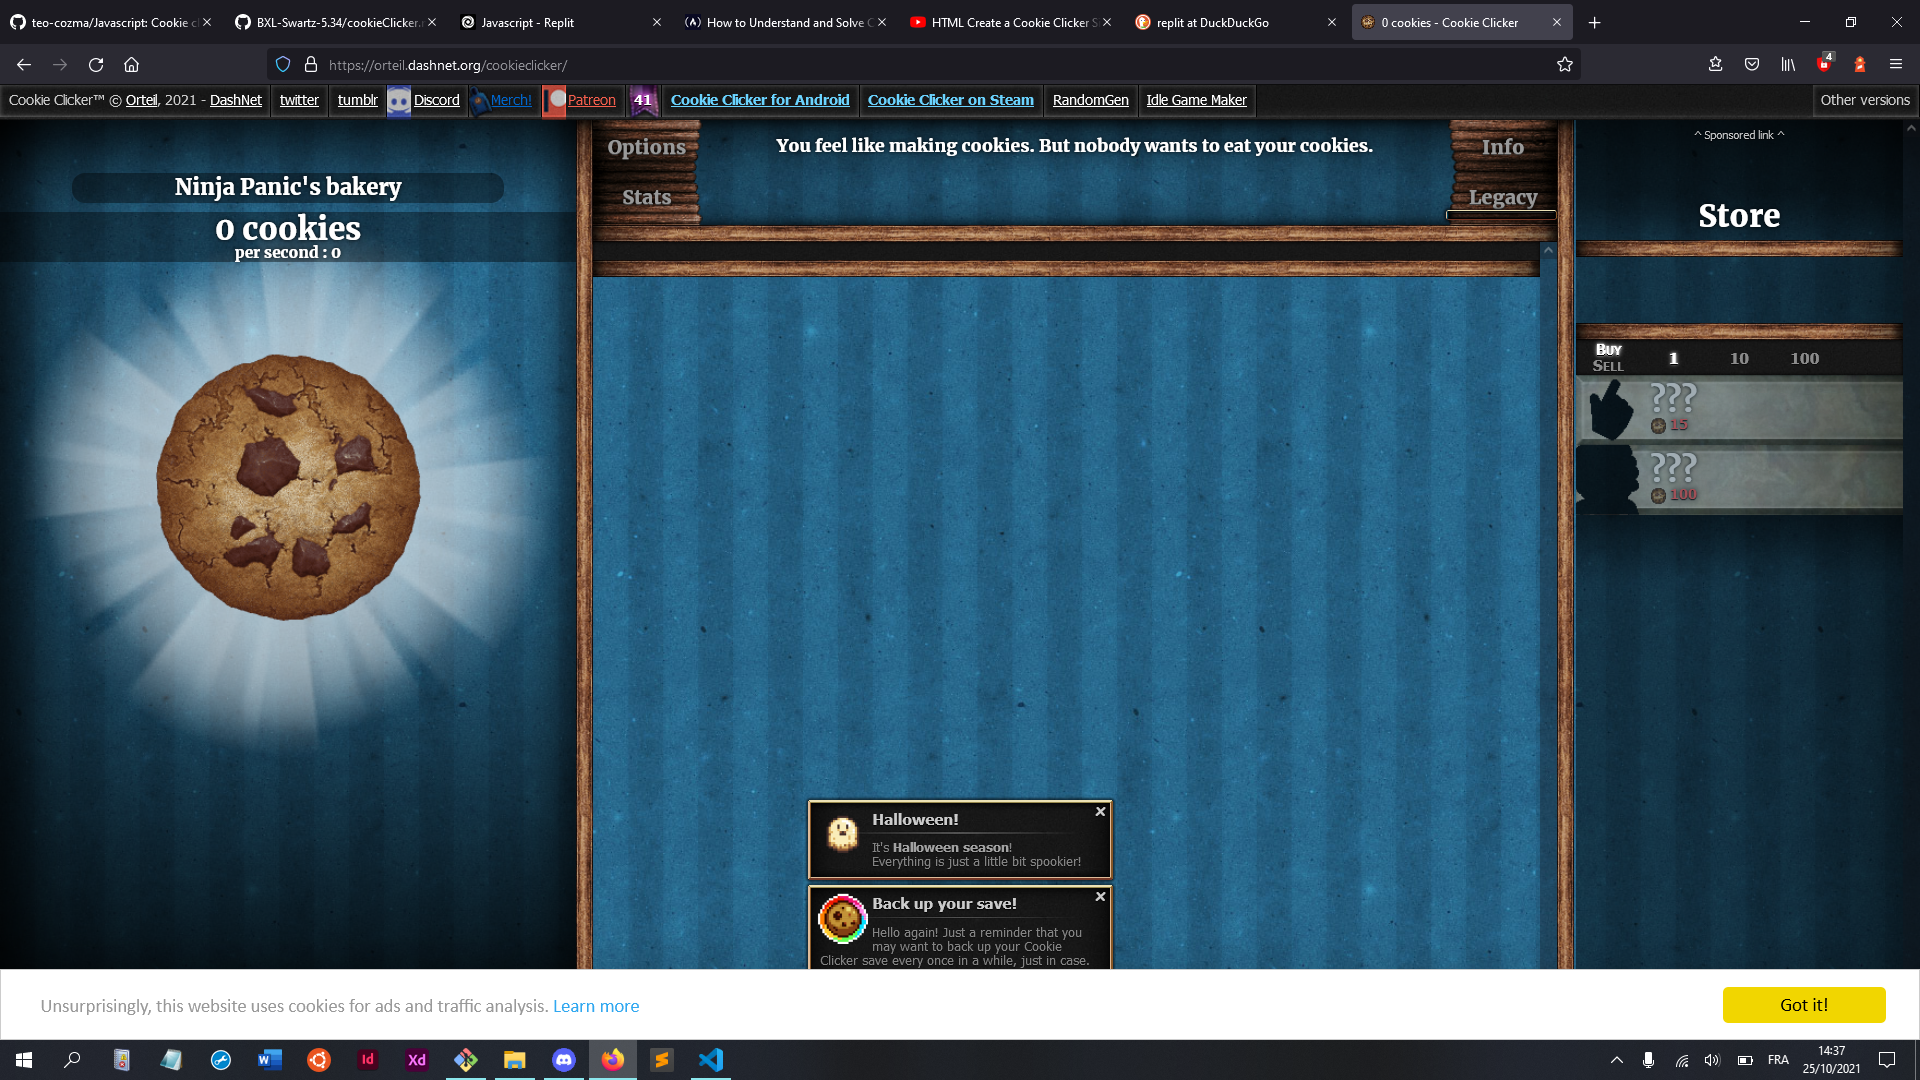 teo-cozma/Javascript: Cookie cl
BXL-Swartz-5.34/cookieClicker.
Javascript - Replit
How to Understand and Solve C
HTML Create a Cookie Clicker S
replit at DuckDuckGo
0 cookies - Cookie Clicker
https://orteil.dashnet.org/cookieclicker/
4
Cookie Clicker™ © Orteil, 2021 - DashNet
twitter
tumblr
Discord
Merch!
Patreon
41
Cookie Clicker for Android
Cookie Clicker on Steam
RandomGen
Idle Game Maker
Other versions
Ninja Panic's bakery
0 cookies
per second : 0
Options
Stats
You feel like making cookies. But nobody wants to eat your cookies.
Info
Legacy
^ Sponsored link ^
Store
Buy
Sell
1
10
100
???
15
???
100
Halloween!
It's Halloween season!
Everything is just a little bit spookier!
Back up your save!
Hello again! Just a reminder that you
may want to back up your Cookie
Clicker save every once in a while, just in case.
Unsurprisingly, this website uses cookies for ads and traffic analysis. Learn more
Got it!
W
Id
Xd
FRA
14:37
25/10/2021